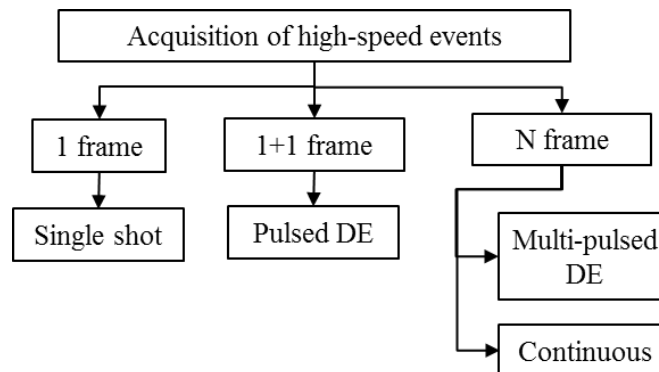 Acquisition of high-speed events
1 frame
1+1 frame
N frame
Single shot
Pulsed DE
Multi-pulsed
DE
Continuous